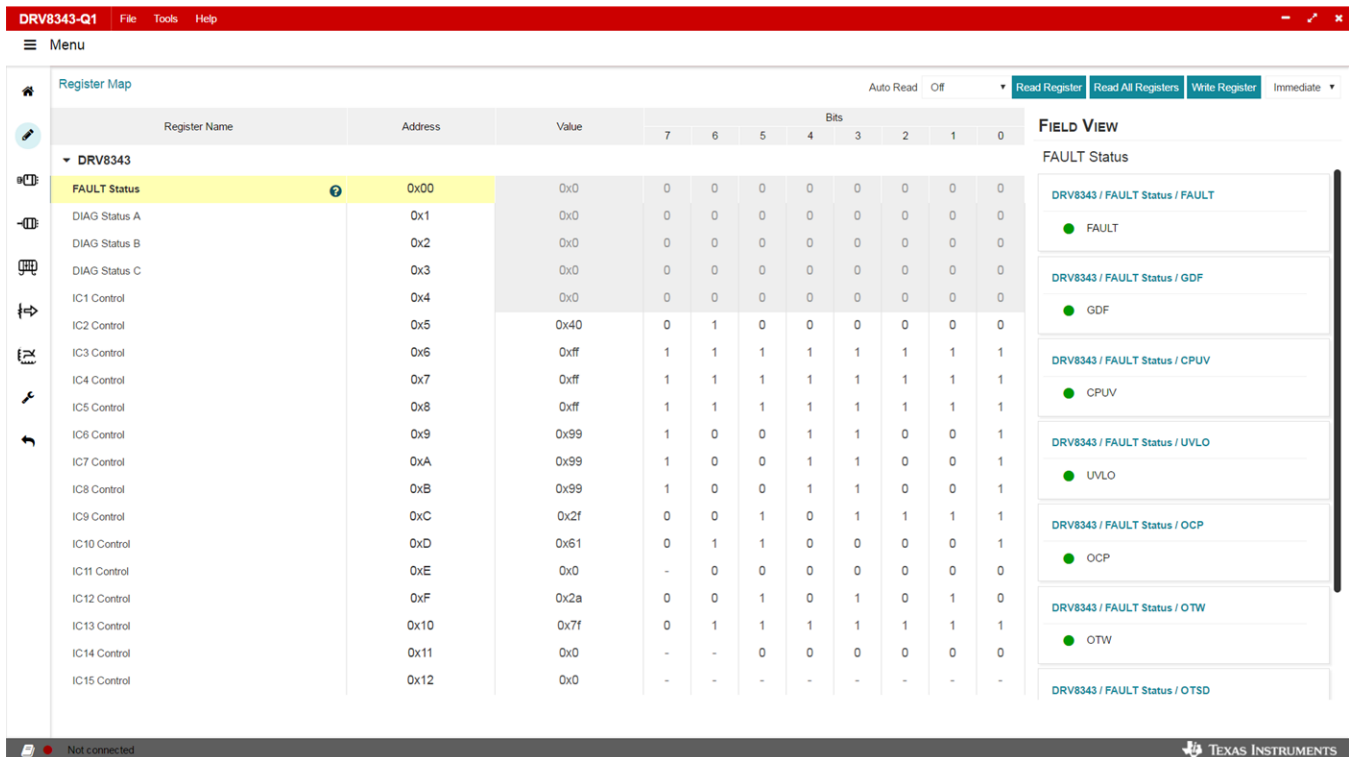 DRV8343-Q1 File Tools Help
Menu
Register Map
Auto Read Off Read Register Read All Registers Write Register Immediate
Register Name Address Value Bits
7 6 5 4 3 2 1 0
DRV8343
FAULT Status 0x00 0x0 0 0 0 0 0 0 0 0
DIAG Status A 0x1 0x0 0 0 0 0 0 0 0 0
DIAG Status B 0x2 0x0 0 0 0 0 0 0 0 0
DIAG Status C 0x3 0x0 0 0 0 0 0 0 0 0
IC1 Control 0x4 0x0 0 0 0 0 0 0 0 0
IC2 Control 0x5 0x40 0 1 0 0 0 0 0 0
IC3 Control 0x6 0xff 1 1 1 1 1 1 1 1
IC4 Control 0x7 0xff 1 1 1 1 1 1 1 1
IC5 Control 0x8 0xff 1 1 1 1 1 1 1 1
IC6 Control 0x9 0x99 1 0 0 1 1 0 0 1
IC7 Control 0xA 0x99 1 0 0 1 1 0 0 1
IC8 Control 0xB 0x99 1 0 0 1 1 0 0 1
IC9 Control 0xC 0x2f 0 0 1 0 1 1 1 1
IC10 Control 0xD 0x61 0 1 1 0 0 0 0 1
IC11 Control 0xE 0x0 - 0 0 0 0 0 0 0
IC12 Control 0xF 0x2a 0 0 1 0 1 0 1 0
IC13 Control 0x10 0x7f 0 1 1 1 1 1 1 1
IC14 Control 0x11 0x0 - - 0 0 0 0 0 0
IC15 Control 0x12 0x0 - - - - - - - -
FIELD VIEW
FAULT Status
DRV8343 / FAULT Status / FAULT
FAULT
DRV8343 / FAULT Status / GDF
GDF
DRV8343 / FAULT Status / CPUV
CPUV
DRV8343 / FAULT Status / UVLO
UVLO
DRV8343 / FAULT Status / OCP
OCP
DRV8343 / FAULT Status / OTW
OTW
DRV8343 / FAULT Status / OTSD
Not connected
TEXAS INSTRUMENTS